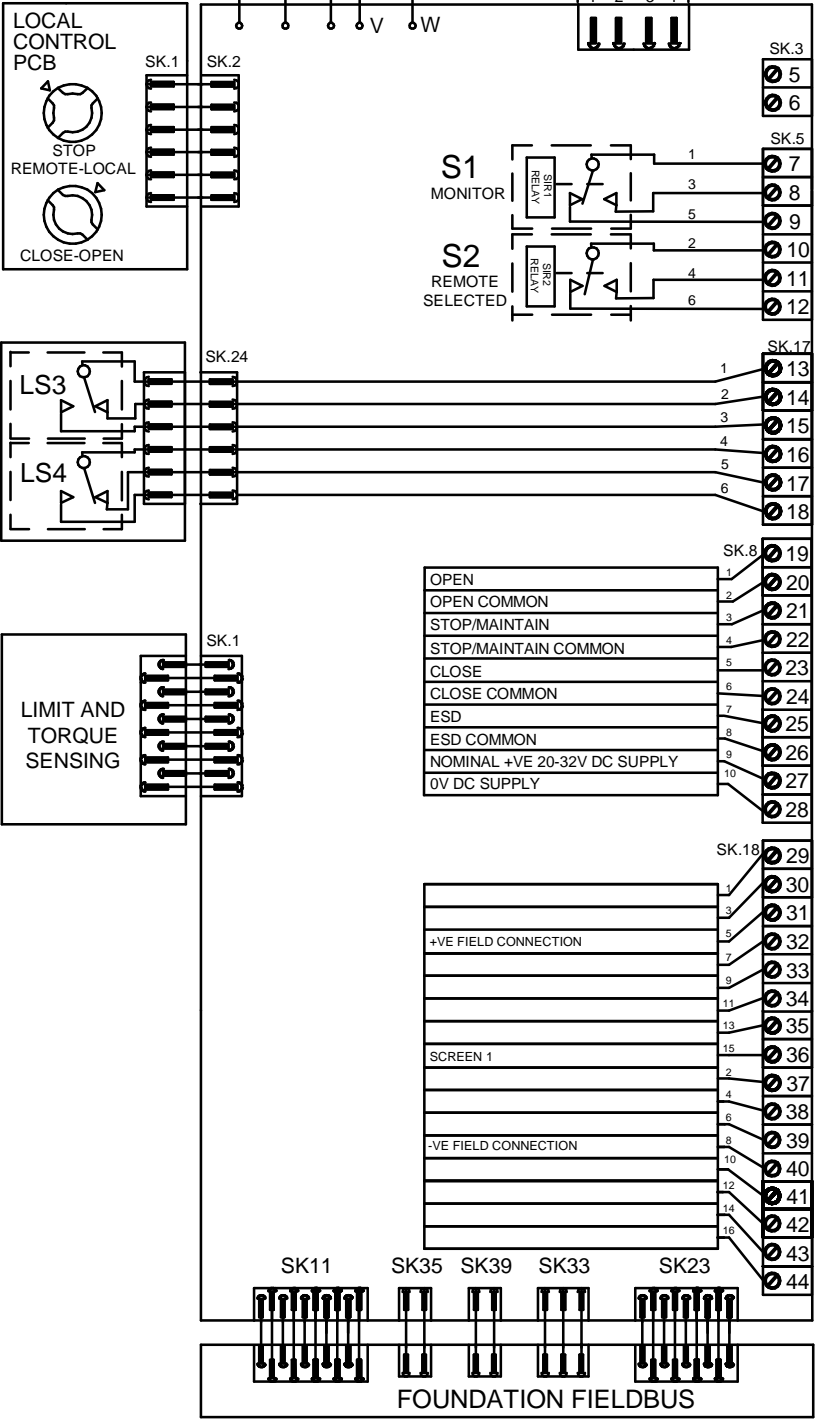 V
W
LOCAL
CONTROL
PCB
STOP
REMOTE-LOCAL
CLOSE-OPEN
SK.1
SK.2
SK.3
5
6
S1
MONITOR
SIR1
RELAY
1
3
5
SK.5
7
8
9
S2
REMOTE
SELECTED
SIR2
RELAY
2
4
6
10
11
12
LS3
LS4
SK.24
1
2
3
4
5
6
SK.17
13
14
15
16
17
18
LIMIT AND
TORQUE
SENSING
SK.1
SK.8
OPEN 1 19
OPEN COMMON 2 20
STOP/MAINTAIN 3 21
STOP/MAINTAIN COMMON 4 22
CLOSE 5 23
CLOSE COMMON 6 24
ESD 7 25
ESD COMMON 8 26
NOMINAL +VE 20-32V DC SUPPLY 9 27
0V DC SUPPLY 10 28
SK.18
1 29
3 30
+VE FIELD CONNECTION 5 31
7 32
9 33
11 34
13 35
SCREEN 1 15 36
2 37
4 38
6 39
-VE FIELD CONNECTION 8 40
10 41
12 42
14 43
16 44
SK11
SK35
SK39
SK33
SK23
FOUNDATION FIELDBUS